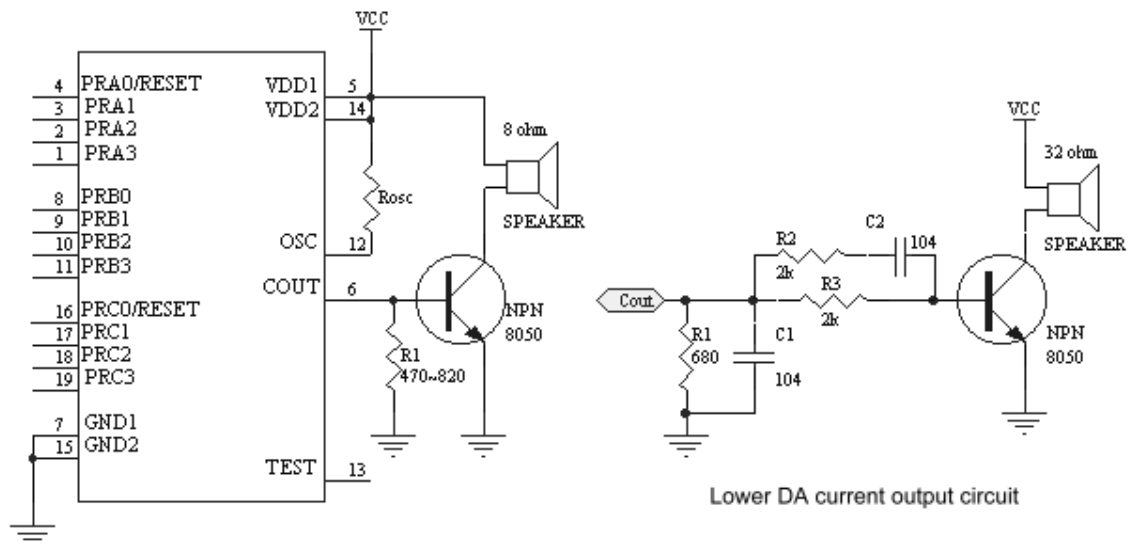 VCC
4 PRA0/RESET
3 PRA1
2 PRA2
1 PRA3
8 PRB0
9 PRB1
10 PRB2
11 PRB3
16 PRC0/RESET
17 PRC1
18 PRC2
19 PRC3
7 GND1
15 GND2
VDD1 5
VDD2 14
OSC 12
COUT 6
TEST 13
Rosc
8 ohm
SPEAKER
NPN
8050
R1
470~820
VCC
32 ohm
SPEAKER
C2
104
R2
2k
R3
2k
Cout
R1
680
C1
104
NPN
8050
Lower DA current output circuit